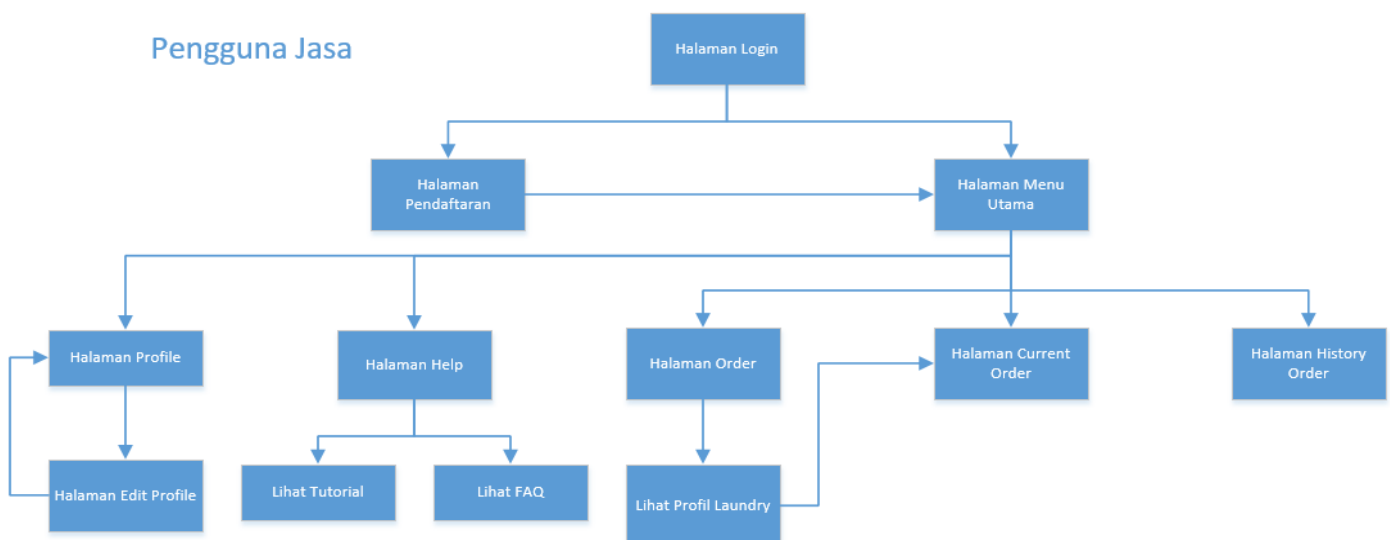 Pengguna Jasa
Halaman Login
Halaman
Pendaftaran
Halaman Menu
Utama
Halaman Profile
Halaman Help
Halaman Order
Halaman Current
Order
Halaman History
Order
Halaman Edit Profile
Lihat Tutorial
Lihat FAQ
Lihat Profil Laundry